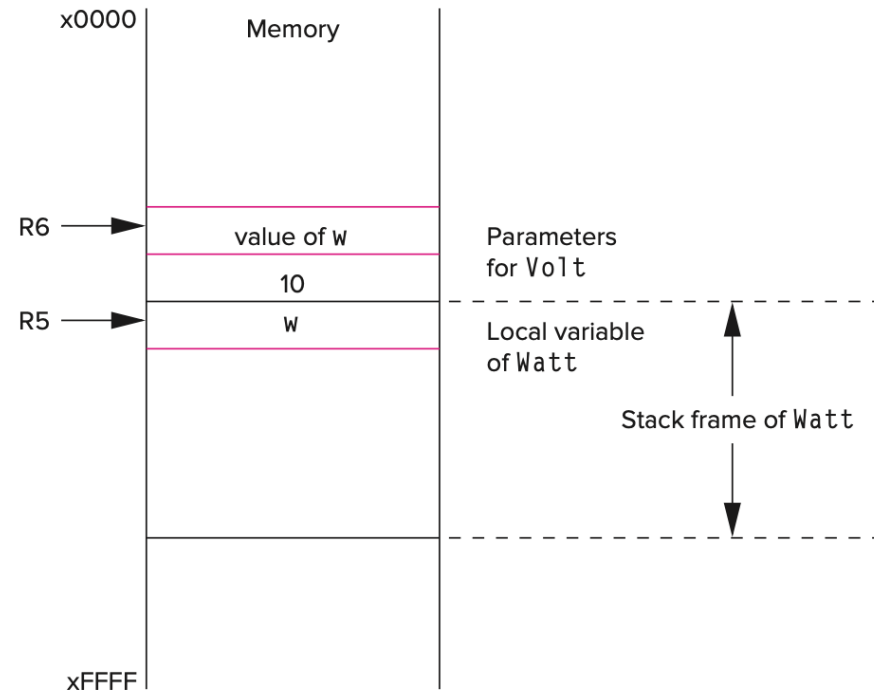 x0000
Memory
R6
value of W
Parameters
for Volt
10
R5
W
Local variable
of Watt
Stack frame of Watt
xFFFF